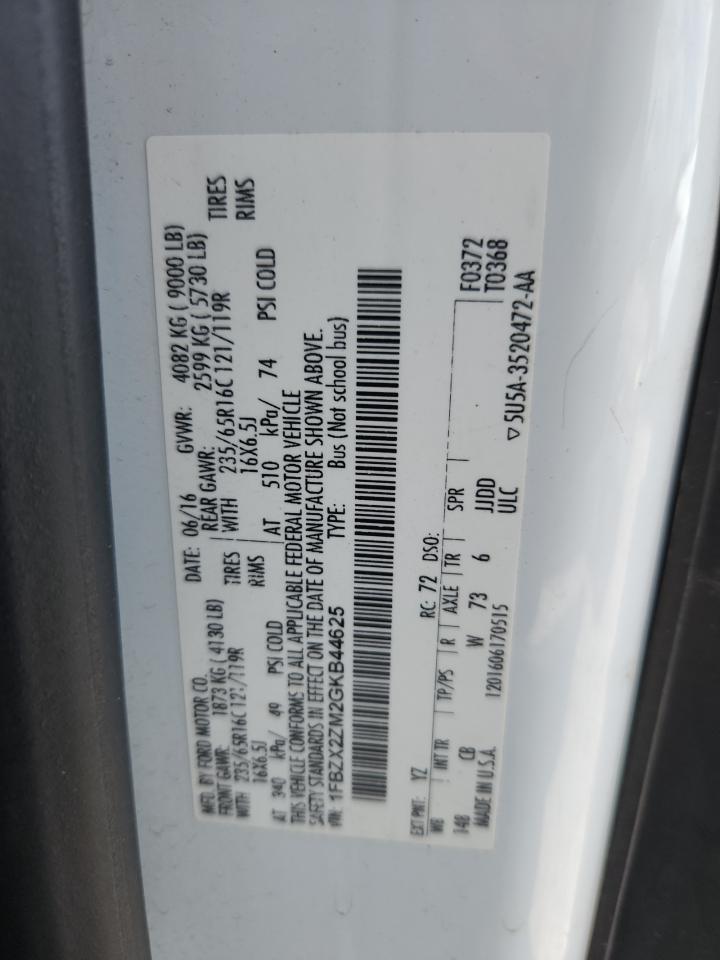 MFD. BY FORD MOTOR CO.
DATE: 06/16 GVWR: 4082 KG ( 9000 LB)
FRONT GAWR: 1873 KG ( 4130 LB) REAR GAWR: 2599 KG ( 5730 LB)
WITH 235/65R16C 121/119R TIRES WITH 235/65R16C 121/119R TIRES
16X6.5J RIMS 16X6.5J RIMS
AT 340 kPa/ 49 PSI COLD AT 510 kPa/ 74 PSI COLD
THIS VEHICLE CONFORMS TO ALL APPLICABLE FEDERAL MOTOR VEHICLE
SAFETY STANDARDS IN EFFECT ON THE DATE OF MANUFACTURE SHOWN ABOVE.
VIN: 1FBZX2ZM2GKB44625 TYPE: Bus (Not school bus)
EXT PNT: YZ RC: 72 DSO:
WB INT TR TP/PS R AXLE TR SPR F0372
148 CB W 73 6 JJDD T0368
MADE IN U.S.A. 1201606170515 ULC ▽5U5A-3520472-AA